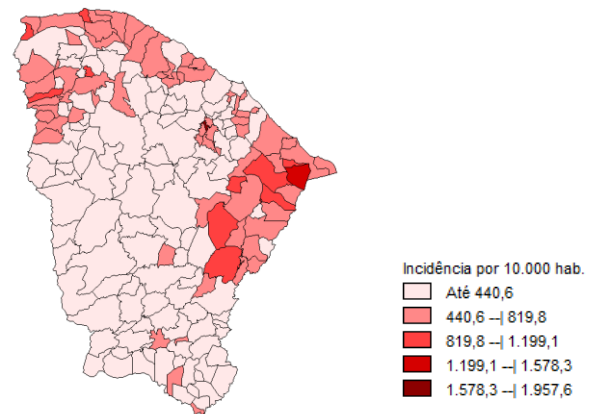 Incidência por 10.000 hab.
Até 440,6
440,6 --| 819,8
819,8 --| 1.199,1
1.199,1 --| 1.578,3
1.578,3 --| 1.957,6